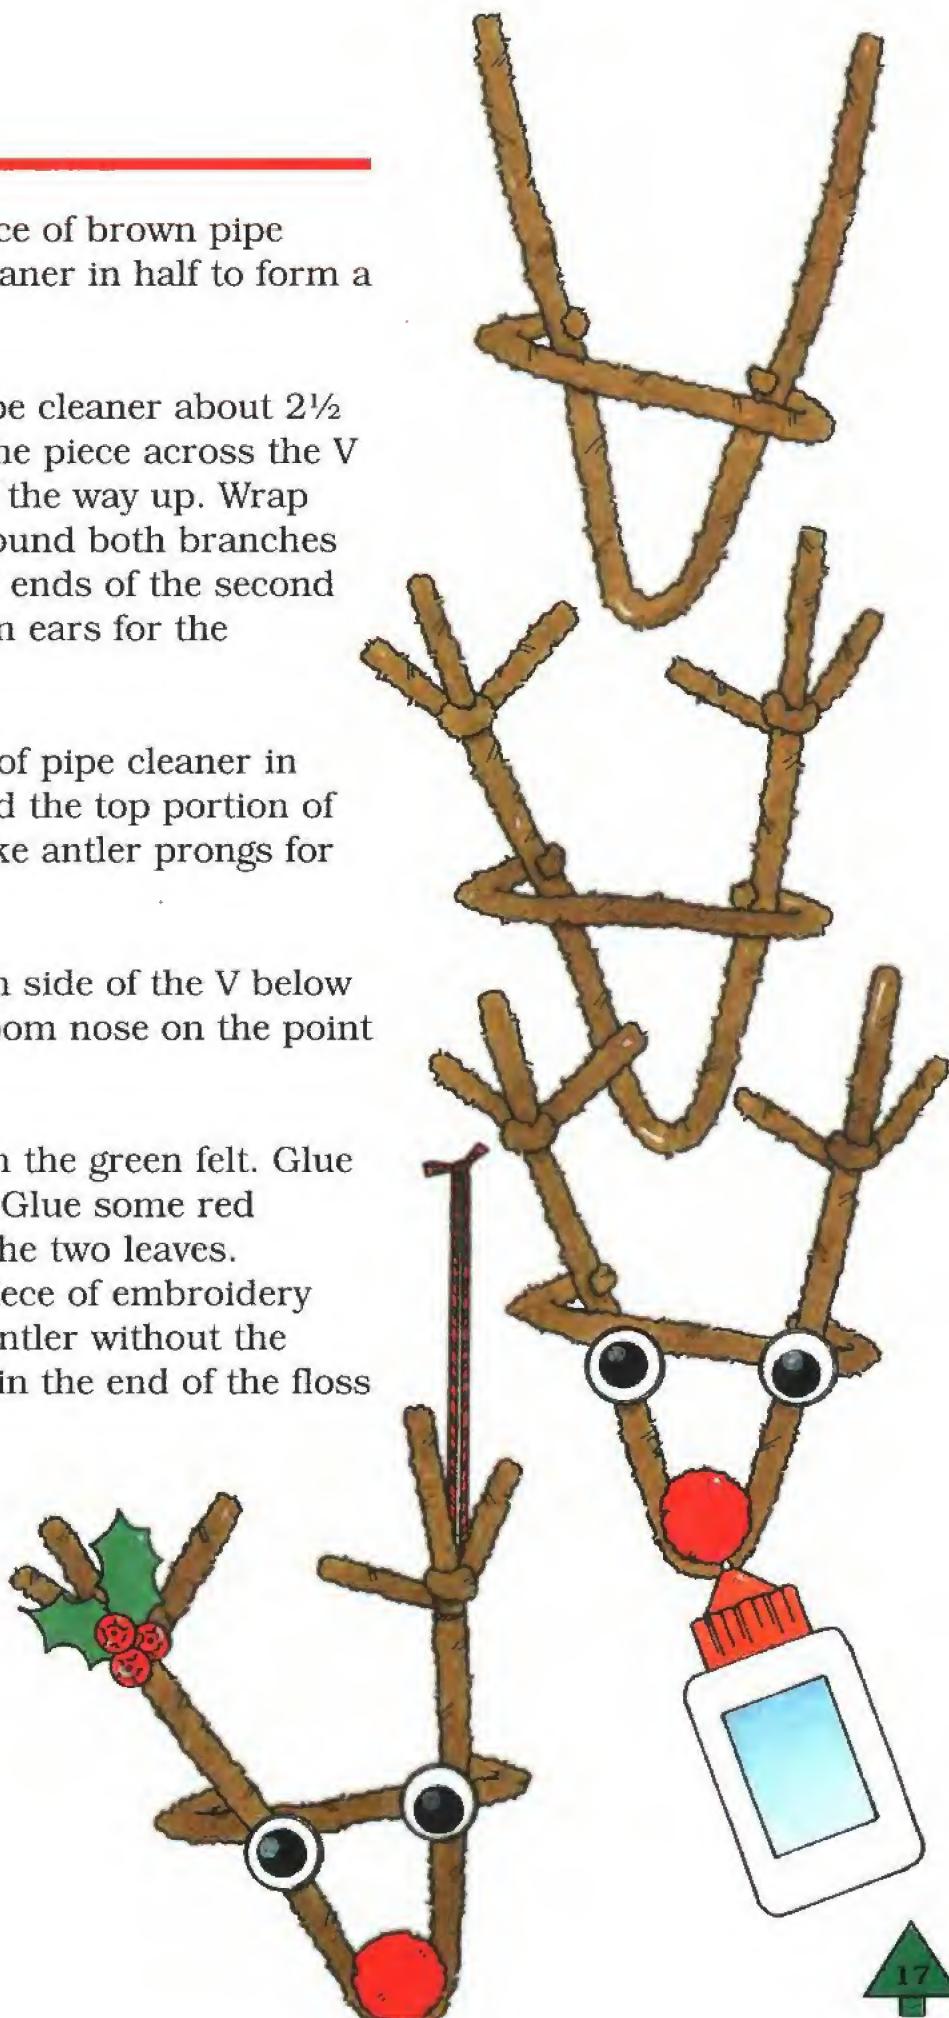 ce of brown pipe
aner in half to form a
be cleaner about 2½
ne piece across the V
the way up. Wrap
ound both branches
ends of the second
n ears for the
of pipe cleaner in
d the top portion of
ke antler prongs for
n side of the V below
oom nose on the point
n the green felt. Glue
Glue some red
he two leaves.
ece of embroidery
ntler without the
in the end of the floss
17